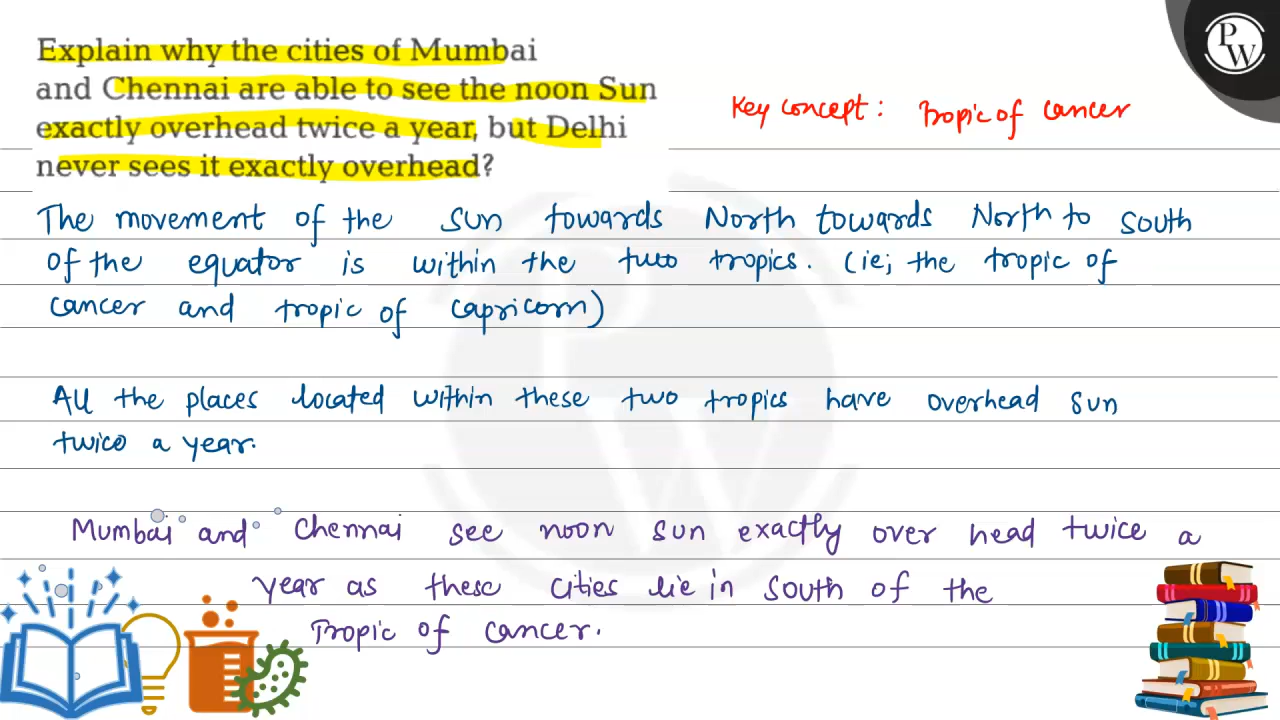 Explain why the cities of Mumbai
and Chennai are able to see the noon Sun
exactly overhead twice a year, but Delhi
never sees it exactly overhead?
PW
Key concept: Tropic of cancer
The movement of the sun towards North towards North to south
of the equator is within the two tropics. (ie; the tropic of
cancer and tropic of capricorn)
All the places located within these two tropics have overhead sun
twice a year.
Mumbai and Chennai see noon sun exactly over head twice a
year as these cities lie in south of the
Tropic of cancer.